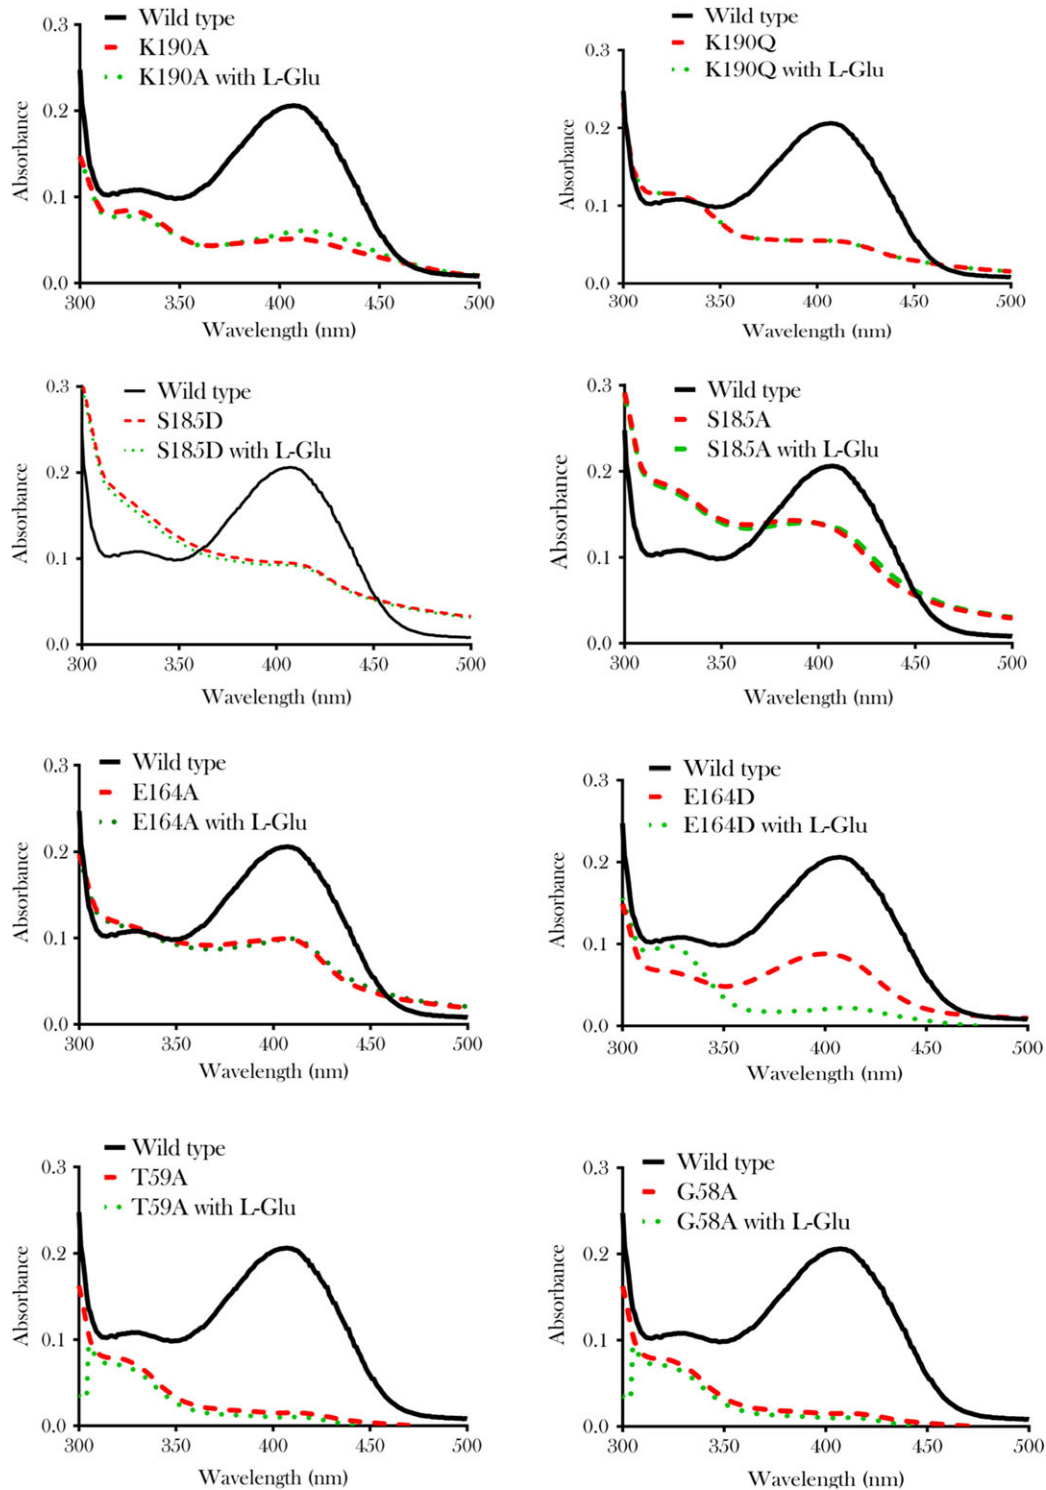 Wild type
K190A
K190A with L-Glu
0.3
0.2
0.1
0.0
Absorbance
300 350 400 450 500
Wavelength (nm)
Wild type
K190Q
K190Q with L-Glu
0.3
0.2
0.1
0.0
Absorbance
300 350 400 450 500
Wavelength (nm)
Wild type
S185D
S185D with L-Glu
0.3
0.2
0.1
0.0
Absorbance
300 350 400 450 500
Wavelength (nm)
Wild type
S185A
S185A with L-Glu
0.3
0.2
0.1
0.0
Absorbance
300 350 400 450 500
Wavelength (nm)
Wild type
E164A
E164A with L-Glu
0.3
0.2
0.1
0.0
Absorbance
300 350 400 450 500
Wavelength (nm)
Wild type
E164D
E164D with L-Glu
0.3
0.2
0.1
0.0
Absorbance
300 350 400 450 500
Wavelength (nm)
Wild type
T59A
T59A with L-Glu
0.3
0.2
0.1
0.0
Absorbance
300 350 400 450 500
Wavelength (nm)
Wild type
G58A
G58A with L-Glu
0.3
0.2
0.1
0.0
Absorbance
300 350 400 450 500
Wavelength (nm)